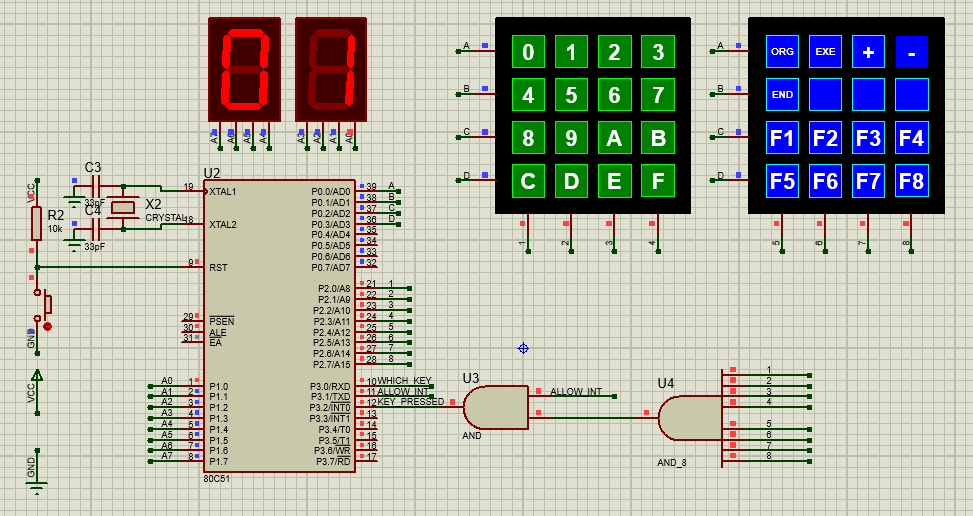 A7 A6 A5 A4
A3 A2 A1 A0
A
B
C
D
0 1 2 3
4 5 6 7
8 9 A B
C D E F
1 2 3 4
A
B
C
D
ORG EXE + -
END
F1 F2 F3 F4
F5 F6 F7 F8
5 6 7 8
VCC
R2
10k
GND
VCC
GND
C3
33pF
C4
33pF
X2
CRYSTAL
U2
19 XTAL1
18 XTAL2
9 RST
29 PSEN
30 ALE
31 EA
A0 1 P1.0
A1 2 P1.1
A2 3 P1.2
A3 4 P1.3
A4 5 P1.4
A5 6 P1.5
A6 7 P1.6
A7 8 P1.7
P0.0/AD0 39 A
P0.1/AD1 38 B
P0.2/AD2 37 C
P0.3/AD3 36 D
P0.4/AD4 35
P0.5/AD5 34
P0.6/AD6 33
P0.7/AD7 32
P2.0/A8 21 1
P2.1/A9 22 2
P2.2/A10 23 3
P2.3/A11 24 4
P2.4/A12 25 5
P2.5/A13 26 6
P2.6/A14 27 7
P2.7/A15 28 8
P3.0/RXD 10 WHICH_KEY
P3.1/TXD 11 ALLOW_INT
P3.2/INT0 12 KEY_PRESSED
P3.3/INT1 13
P3.4/T0 14
P3.5/T1 15
P3.6/WR 16
P3.7/RD 17
80C51
U3
AND
ALLOW_INT
U4
AND_8
1
2
3
4
5
6
7
8